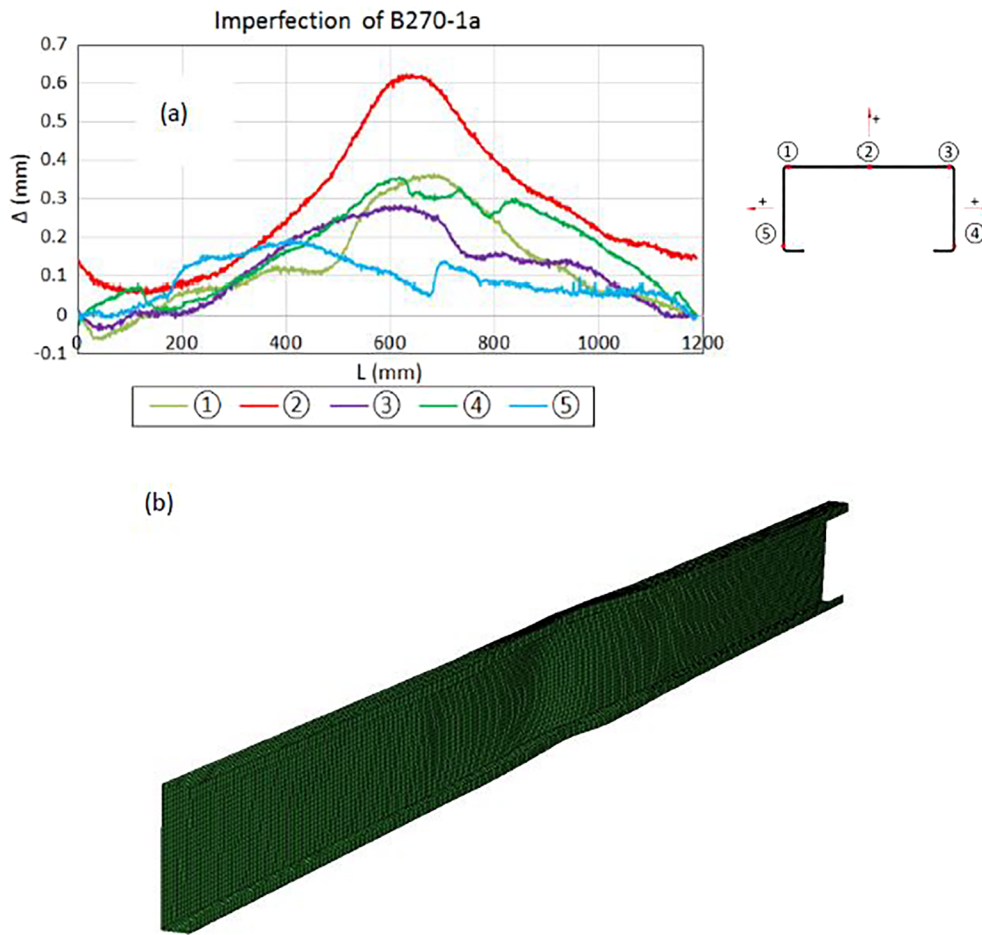 Imperfection of B270-1a
0.7
0.6
0.5
0.4
0.3
0.2
0.1
0
-0.1
Δ (mm)
(a)
0 200 400 600 800 1000 1200
L (mm)
① ② ③ ④ ⑤
+
① ② ③
+ +
⑤ ④
(b)